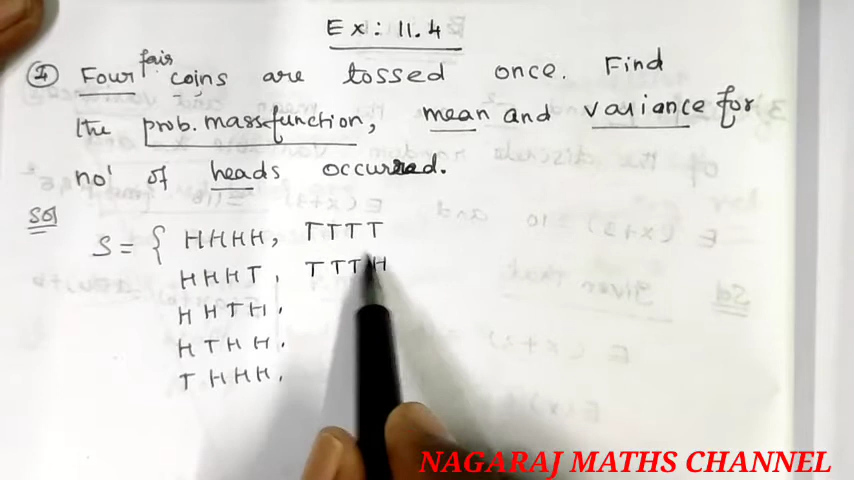 Ex: 11.4
④ Four fair coins are tossed once. Find
the prob. mass function, mean and variance for
no' of heads occurred.
Sol
S = { HHHH, TTTT
HHHT, TTTH
HHTH,
HTHH,
THHH,
NAGARAJ MATHS CHANNEL